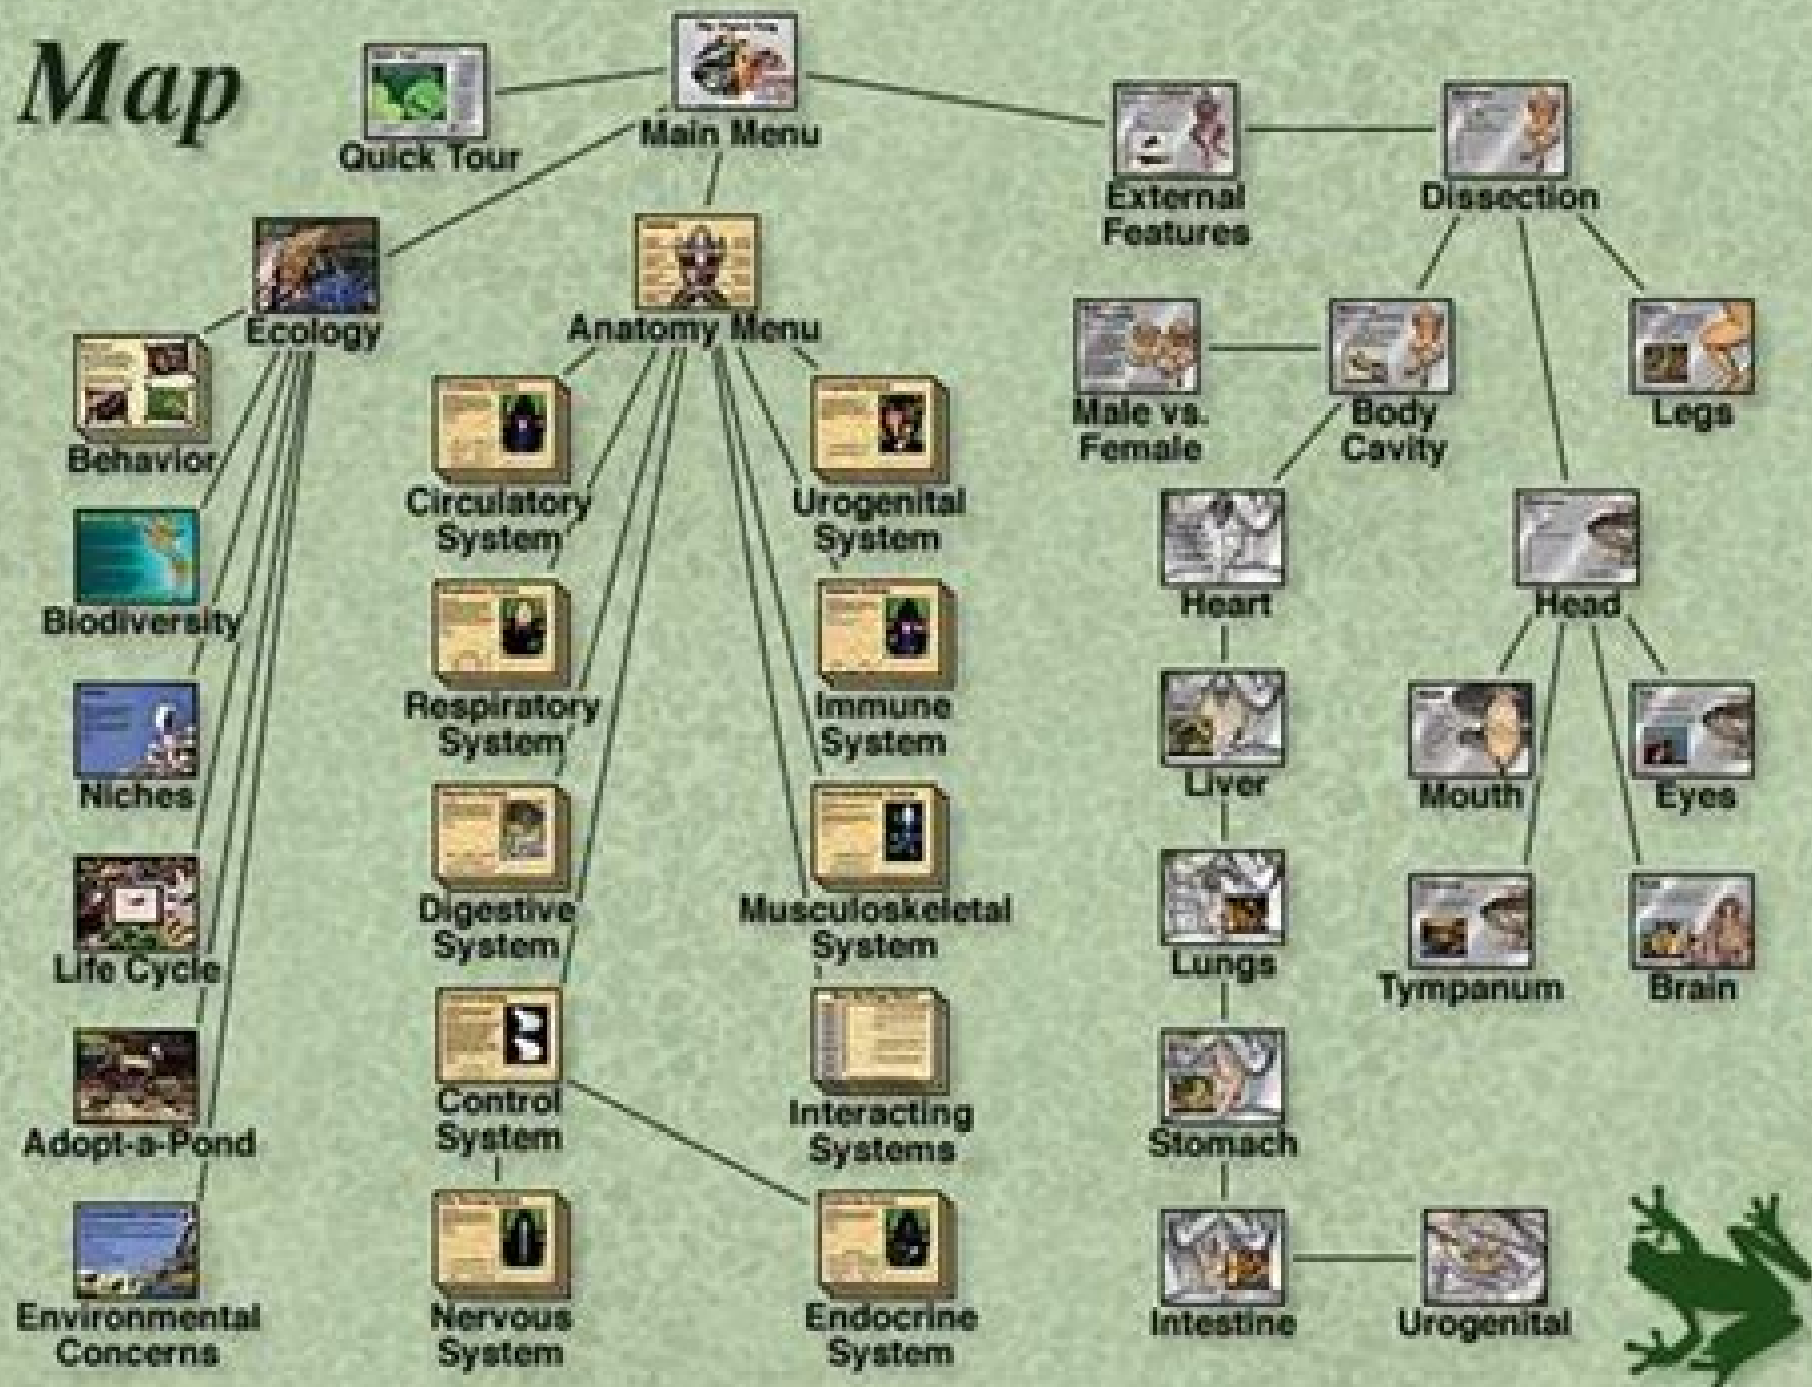 Map
Quick Tour
Main Menu
External
Features
Dissection
Ecology
Anatomy Menu
Male vs.
Female
Body
Cavity
Legs
Behavior
Circulatory
System
Urogenital
System
Heart
Head
Biodiversity
Respiratory
System
Immune
System
Liver
Mouth
Eyes
Niches
Digestive
System
Musculoskeletal
System
Lungs
Tympanum
Brain
Life Cycle
Control
System
Interacting
Systems
Stomach
Adopt-a-Pond
Environmental
Concerns
Nervous
System
Endocrine
System
Intestine
Urogenital